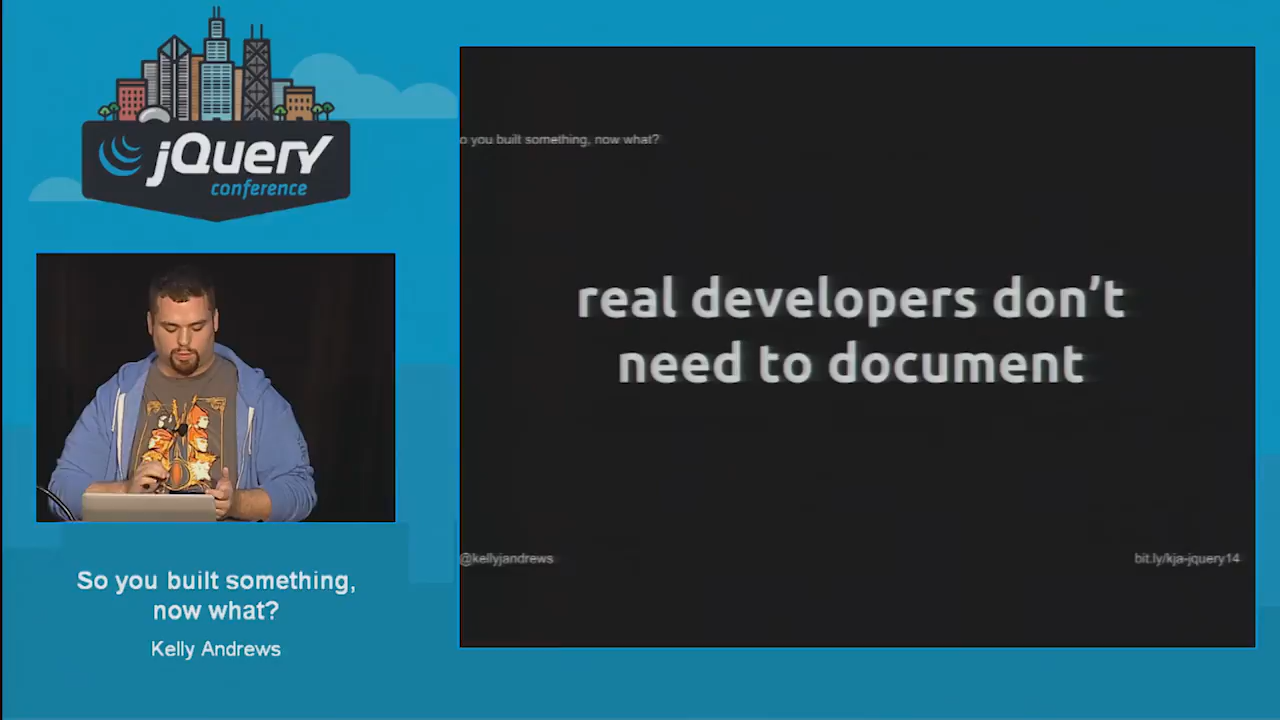 jQuery
conference
o you built something, now what?
real developers don't
need to document
@kellyjandrews
bit.ly/kja-jquery14
So you built something,
now what?
Kelly Andrews